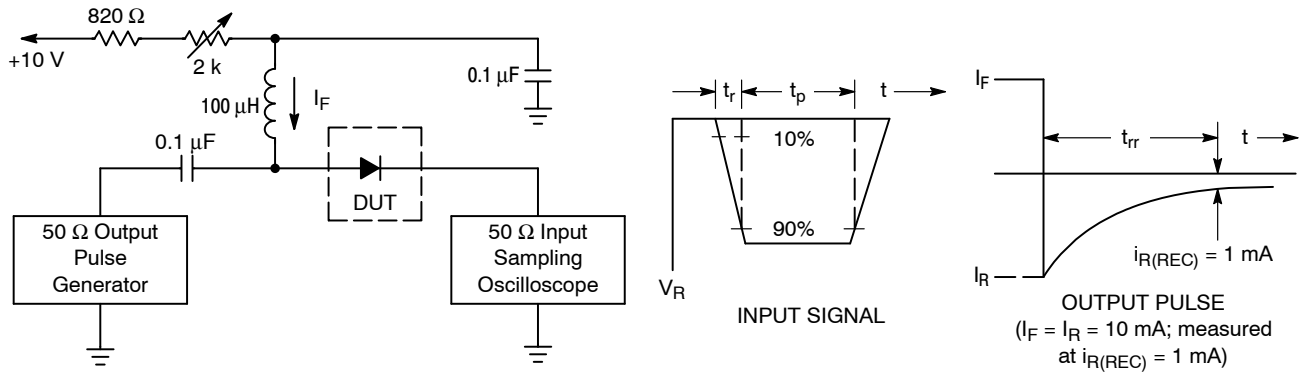 820 Ω
+10 V
2 k
100 μH
I_F
0.1 μF
0.1 μF
DUT
50 Ω Output
Pulse
Generator
50 Ω Input
Sampling
Oscilloscope
t_r
t_p
t
10%
90%
V_R
INPUT SIGNAL
I_F
t_rr
t
I_R
i_R(REC) = 1 mA
OUTPUT PULSE
(I_F = I_R = 10 mA; measured
at i_R(REC) = 1 mA)